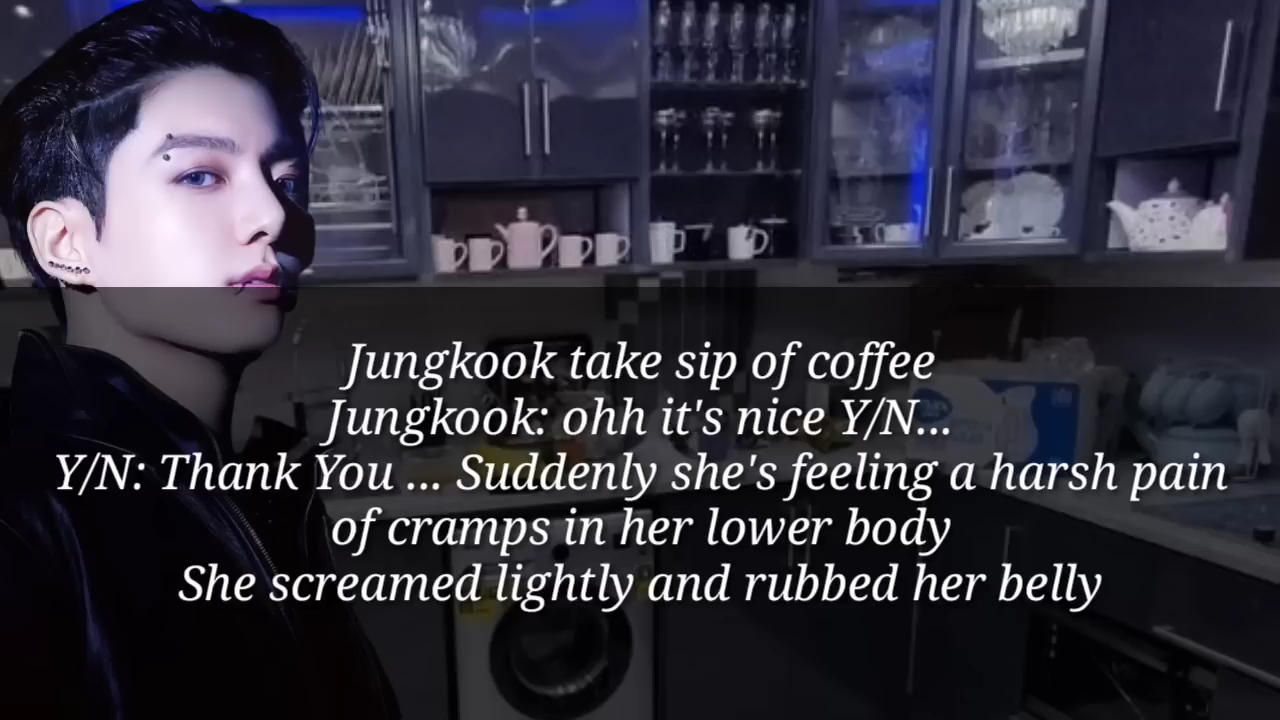 Jungkook take sip of coffee
Jungkook: ohh it's nice Y/N...
Y/N: Thank You ... Suddenly she's feeling a harsh pain
of cramps in her lower body
She screamed lightly and rubbed her belly